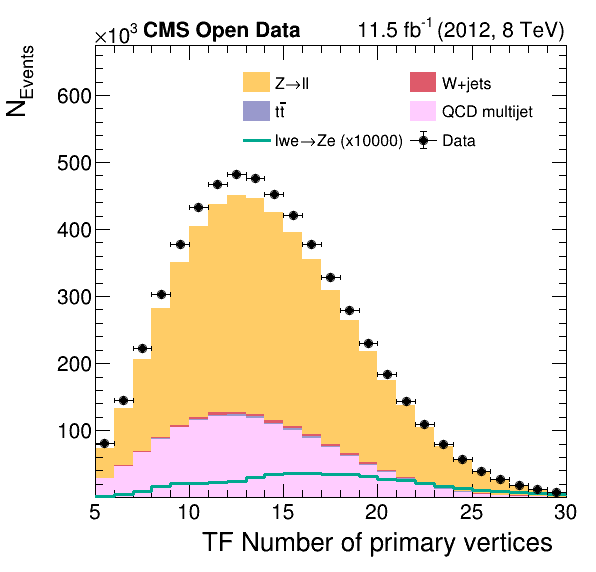 ×10³ CMS Open Data 11.5 fb⁻¹ (2012, 8 TeV)
N_Events
Z→ll W+jets
tt̄ QCD multijet
Iwe→Ze (x10000) Data
600
500
400
300
200
100
5 10 15 20 25 30
TF Number of primary vertices